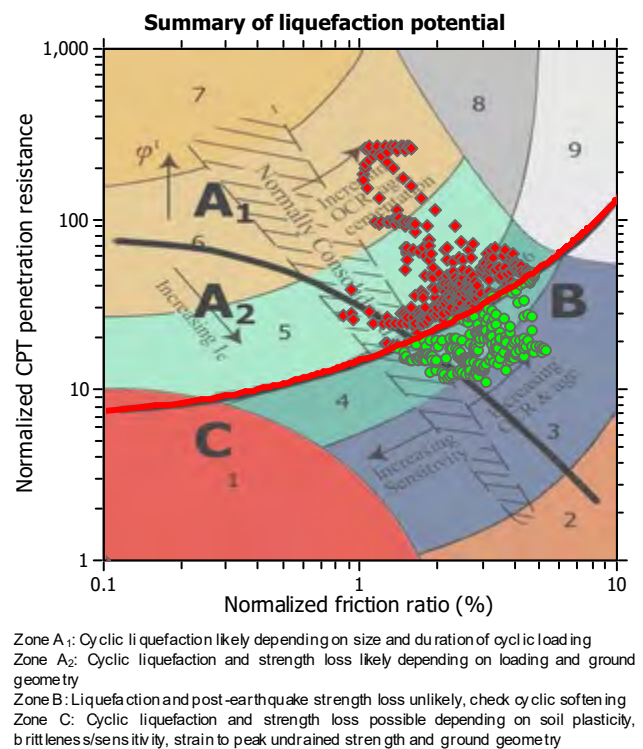 Summary of liquefaction potential
Normalized CPT penetration resistance
1,000
100
10
1
7
8
9
φ'
A1
6
A2
5
B
4
C
1
3
2
Normally
Increasing
OCR & age
cementation
Increasing Ic
Increasing
OCR & age
Increasing
Sensitivity
0.1
1
10
Normalized friction ratio (%)
Zone A1: Cyclic liquefaction likely depending on size and duration of cyclic loading
Zone A2: Cyclic liquefaction and strength loss likely depending on loading and ground
geometry
Zone B: Liquefaction and post-earthquake strength loss unlikely, check cyclic softening
Zone C: Cyclic liquefaction and strength loss possible depending on soil plasticity,
brittleness/sensitivity, strain to peak undrained strength and ground geometry